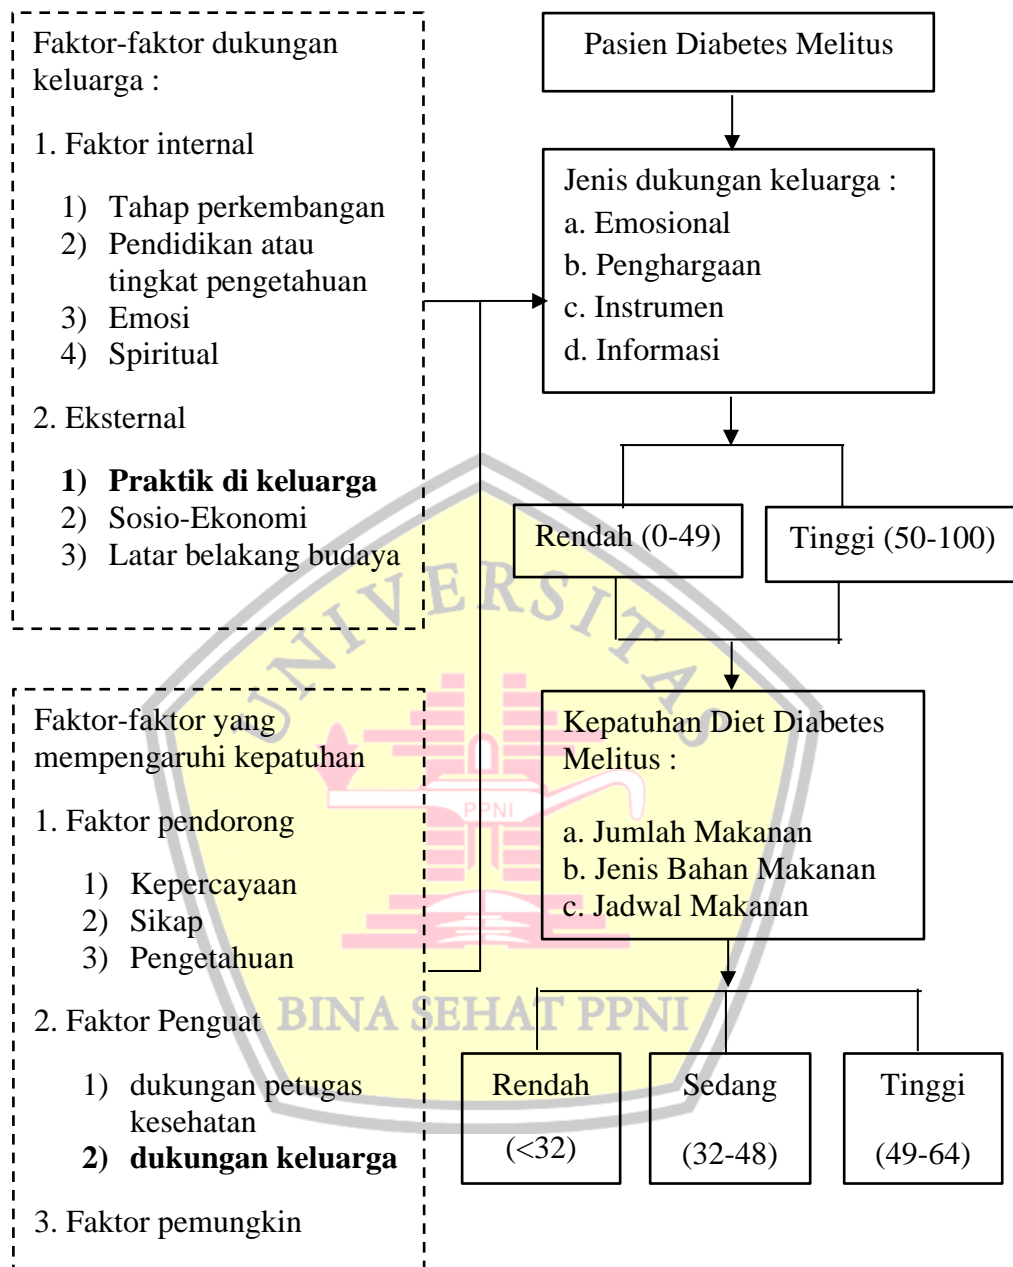 Faktor-faktor dukungan
keluarga :
1. Faktor internal
1) Tahap perkembangan
2) Pendidikan atau
tingkat pengetahuan
3) Emosi
4) Spiritual
2. Eksternal
1) Praktik di keluarga
2) Sosio-Ekonomi
3) Latar belakang budaya
Pasien Diabetes Melitus
Jenis dukungan keluarga :
a. Emosional
b. Penghargaan
c. Instrumen
d. Informasi
Rendah (0-49)
Tinggi (50-100)
Faktor-faktor yang
mempengaruhi kepatuhan
1. Faktor pendorong
1) Kepercayaan
2) Sikap
3) Pengetahuan
2. Faktor Penguat
1) dukungan petugas
kesehatan
2) dukungan keluarga
3. Faktor pemungkin
Kepatuhan Diet Diabetes
Melitus :
a. Jumlah Makanan
b. Jenis Bahan Makanan
c. Jadwal Makanan
Rendah
(<32)
Sedang
(32-48)
Tinggi
(49-64)
UNIVERSITAS
PPNI
BINA SEHAT PPNI